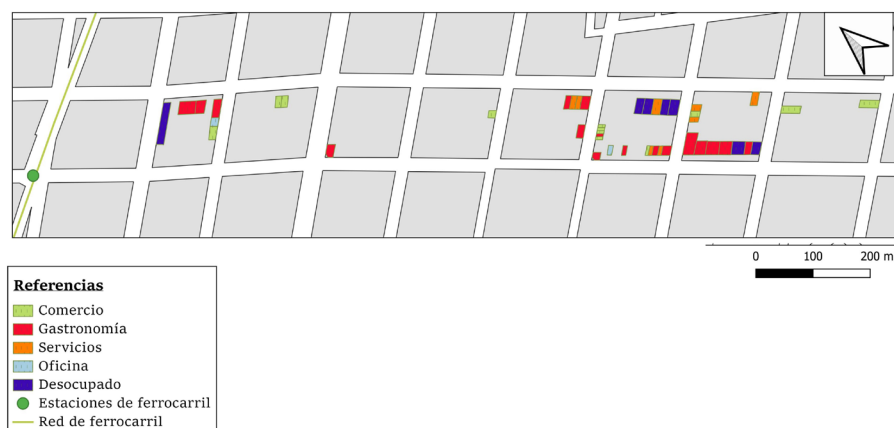 0 100 200 m
Referencias
Comercio
Gastronomía
Servicios
Oficina
Desocupado
Estaciones de ferrocarril
Red de ferrocarril